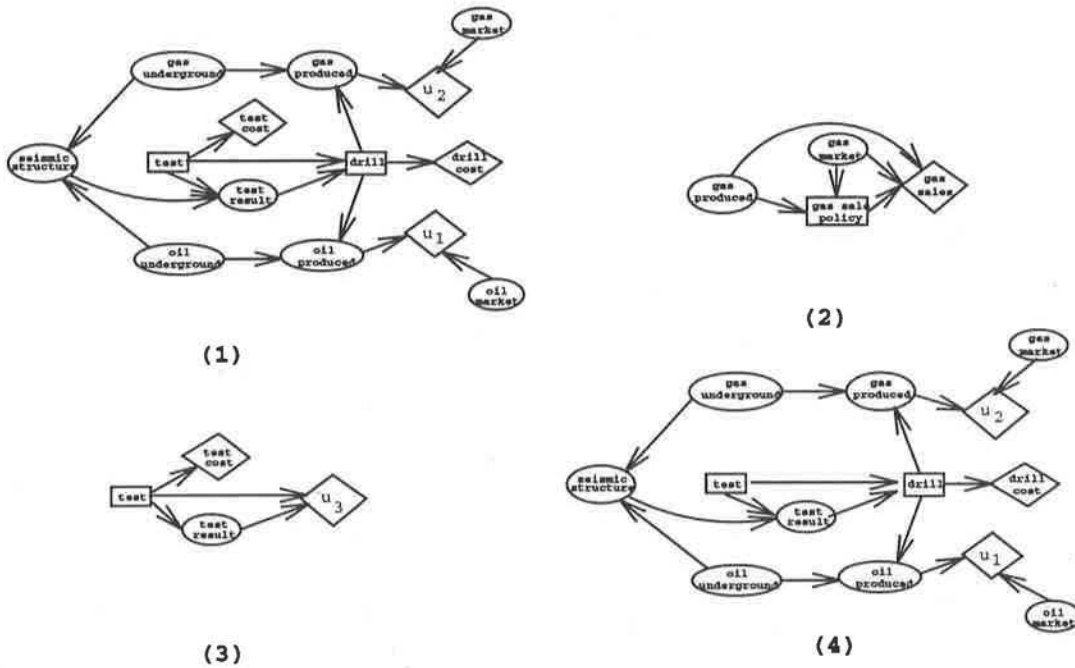 gas
market
gas
underground
gas
produced
u2
test
cost
seismic
structure
test
drill
drill
cost
test
result
u1
oil
underground
oil
produced
oil
market
(1)
gas
market
gas
produced
gas sale
policy
gas
sales
(2)
test
cost
test
u3
test
result
(3)
gas
market
gas
underground
gas
produced
u2
seismic
structure
test
drill
drill
cost
test
result
u1
oil
underground
oil
produced
oil
market
(4)